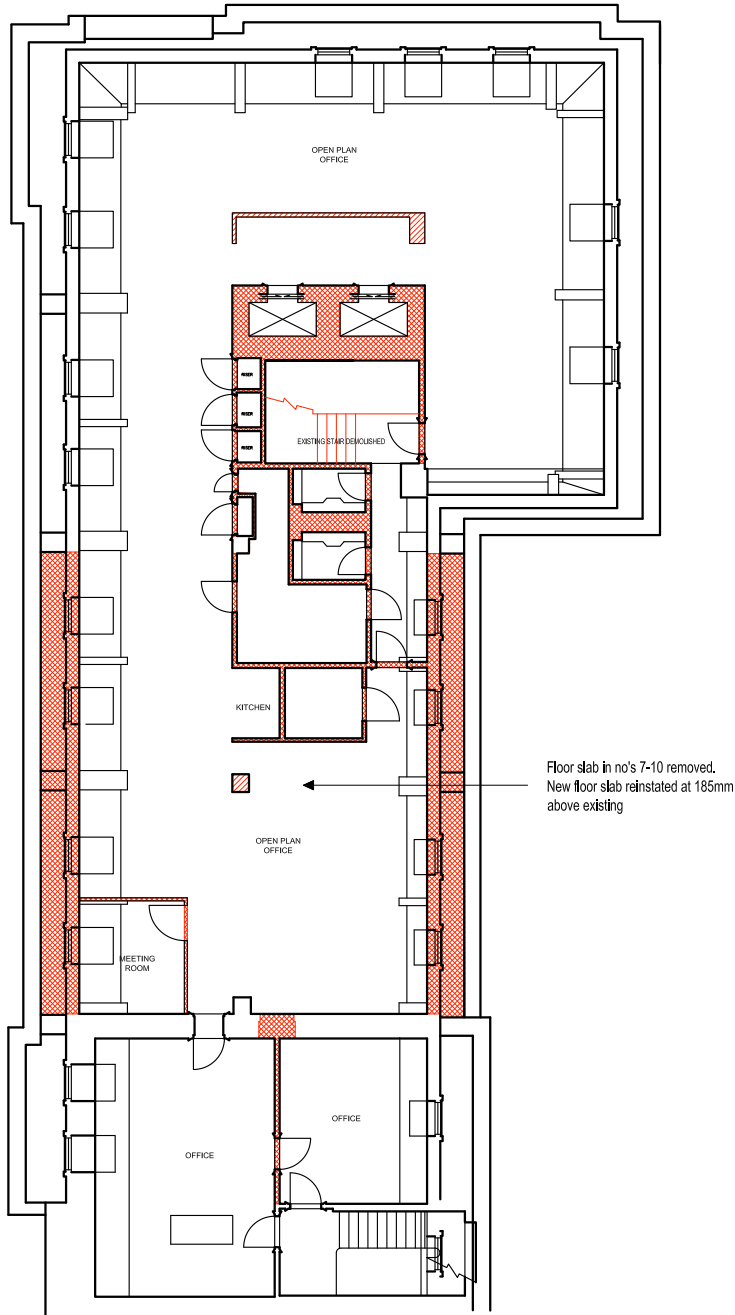 OPEN PLAN
OFFICE
RISER
RISER
EXISTING STAIR DEMOLISHED
RISER
KITCHEN
Floor slab in no's 7-10 removed.
New floor slab reinstated at 185mm
above existing
OPEN PLAN
OFFICE
MEETING
ROOM
OFFICE
OFFICE